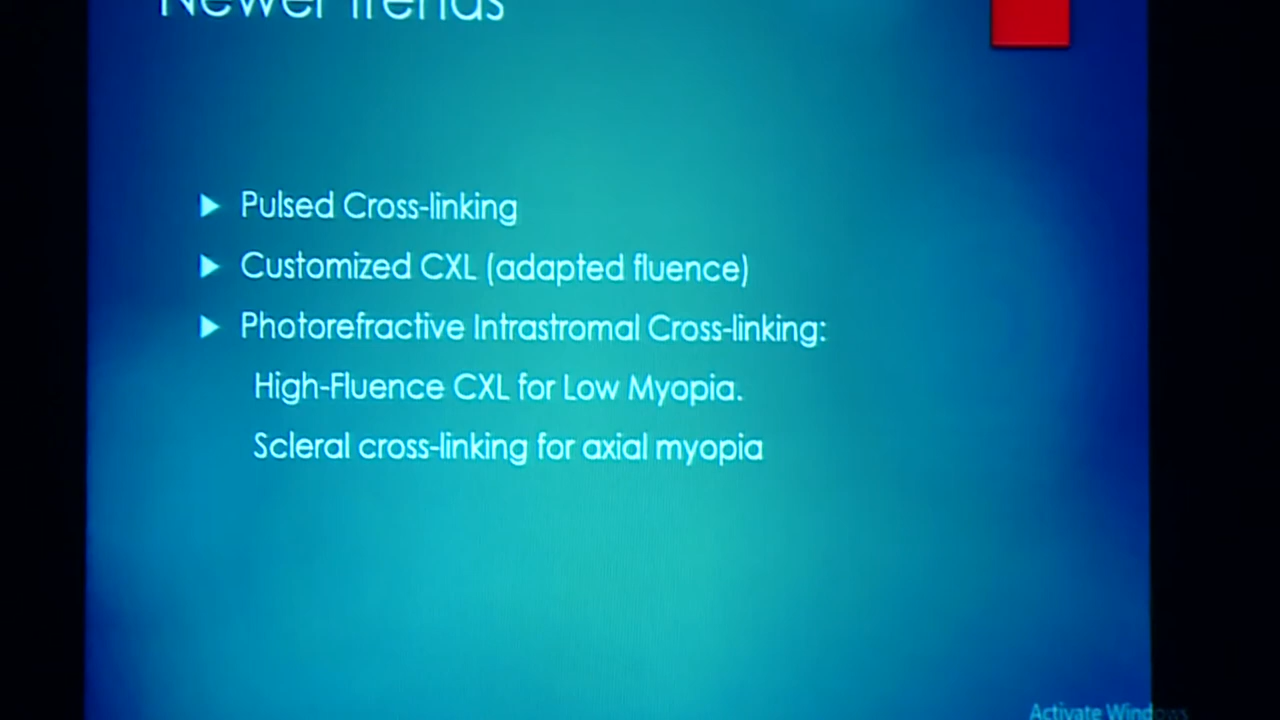 Newer Trends
Pulsed Cross-linking
Customized CXL (adapted fluence)
Photorefractive Intrastromal Cross-linking:
High-Fluence CXL for Low Myopia.
Scleral cross-linking for axial myopia
Activate Windows